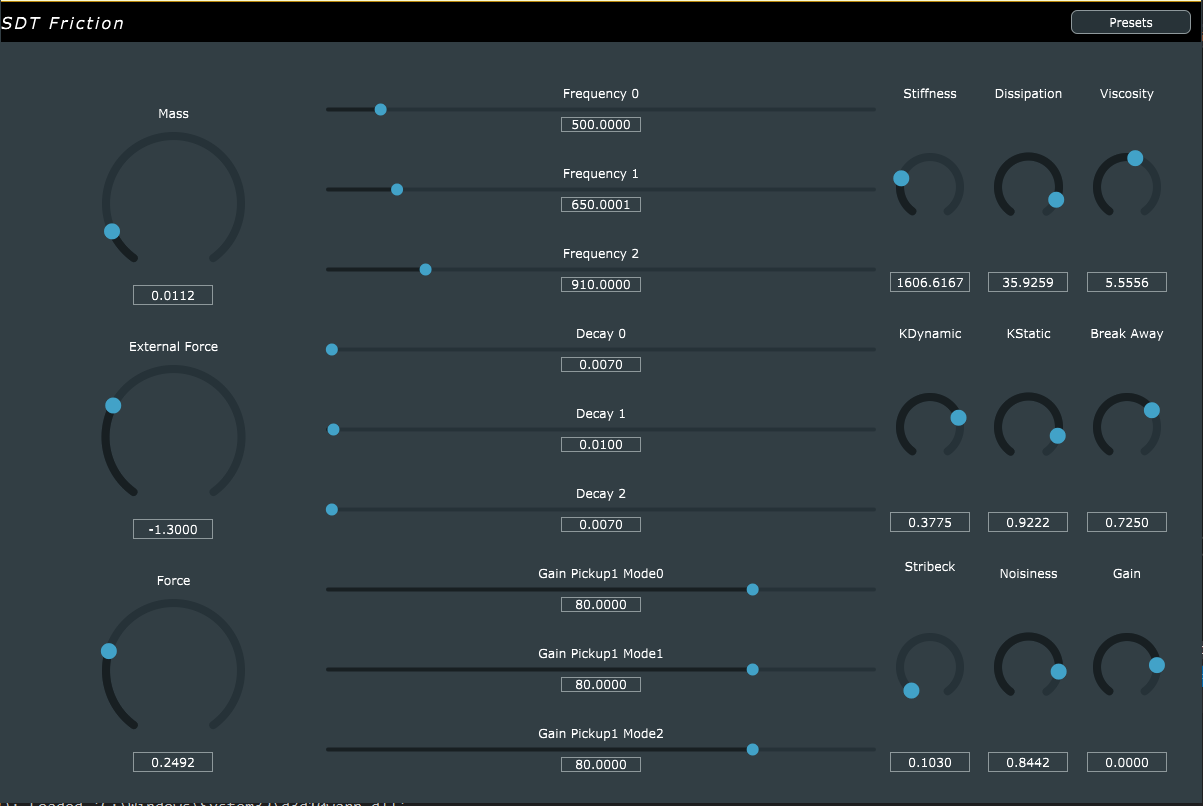 SDT Friction
Presets
Mass
0.0112
External Force
-1.3000
Force
0.2492
Frequency 0
500.0000
Frequency 1
650.0001
Frequency 2
910.0000
Decay 0
0.0070
Decay 1
0.0100
Decay 2
0.0070
Gain Pickup1 Mode0
80.0000
Gain Pickup1 Mode1
80.0000
Gain Pickup1 Mode2
80.0000
Stiffness Dissipation Viscosity
1606.6167 35.9259 5.5556
KDynamic KStatic Break Away
0.3775 0.9222 0.7250
Stribeck Noisiness Gain
0.1030 0.8442 0.0000